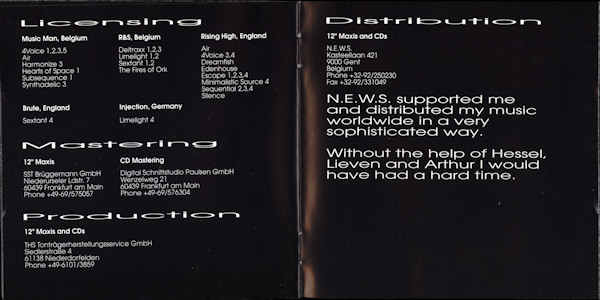 Licensing
Music Man, Belgium
4Voice 1,2,3,5
Air
Harmonize 3
Hearts of Space 1
Subsequence 1
Synthadelic 3
R&S, Belgium
Deltraxx 1,2,3
Limelight 1,2
Sextant 1,2
The Fires of Ork
Rising High, England
Air
4Voice 3,4
Dreamfish
Edenhouse
Escape 1,2,3,4
Minimalistic Source 4
Sequential 2,3,4
Silence
Brute, England
Sextant 4
Injection, Germany
Limelight 4
Mastering
12" Maxis
SST Brüggemann GmbH
Niederurseler Ldstr. 7
60439 Frankfurt am Main
Phone +49-69/575057
CD Mastering
Digital Schnittstudio Paulsen GmbH
Wenzelweg 21
60439 Frankfurt am Main
Phone +49-69/576304
Production
12" Maxis and CDs
THS Tonträgerherstellungsservice GmbH
Siedlerstraße 4
61138 Niederdorfelden
Phone +49-6101/3859
Distribution
12" Maxis and CDs
N.E.W.S.
Kasteellaan 421
9000 Gent
Belgium
Phone +32-92/250230
Fax +32-92/331049
N.E.W.S. supported me
and distributed my music
worldwide in a very
sophisticated way.
Without the help of Hessel,
Lieven and Arthur I would
have had a hard time.